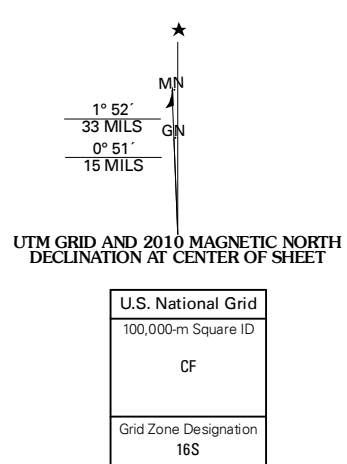 MN
1° 52´
33 MILS
GN
0° 51´
15 MILS
UTM GRID AND 2010 MAGNETIC NORTH
DECLINATION AT CENTER OF SHEET
U.S. National Grid
100,000-m Square ID
CF
Grid Zone Designation
16S